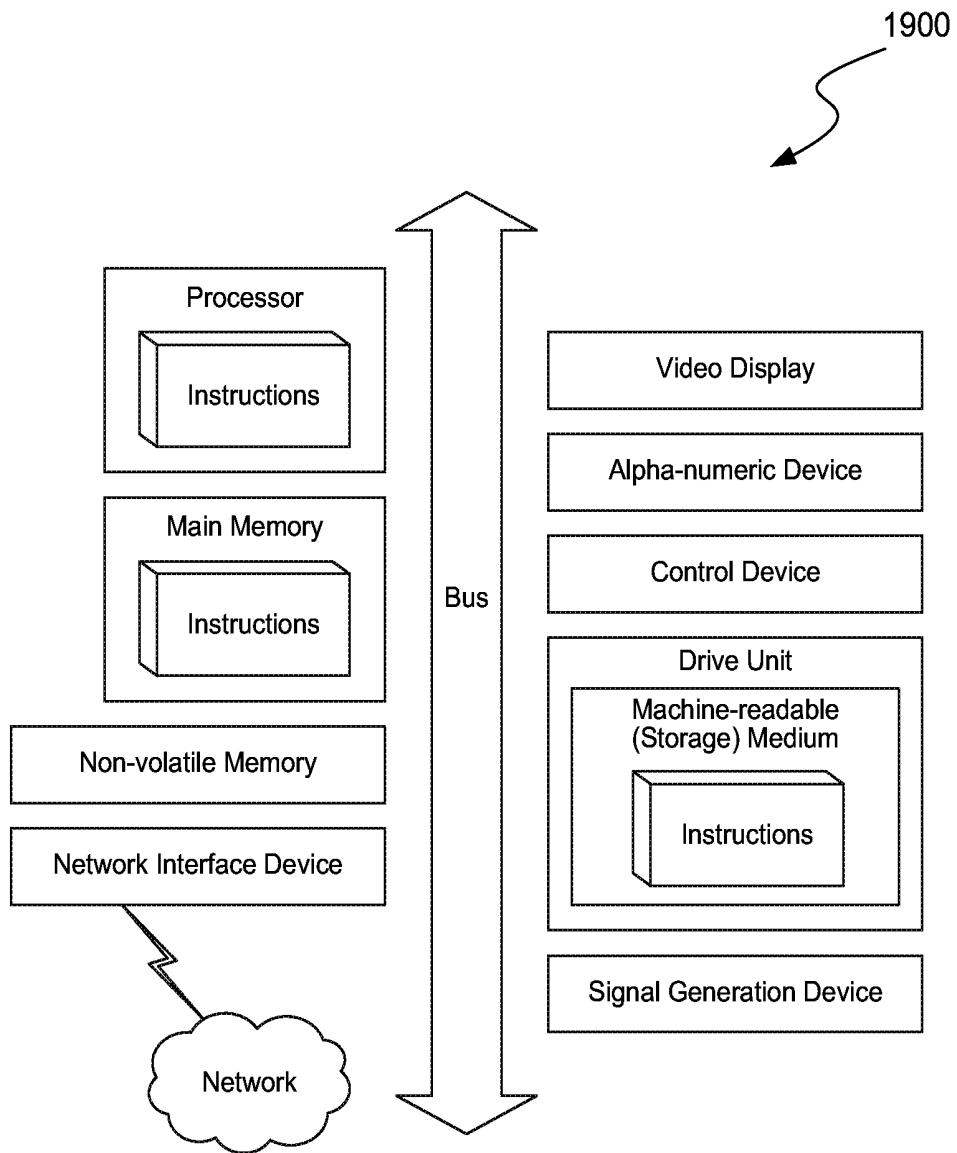 1900
Processor
Instructions
Main Memory
Instructions
Non-volatile Memory
Network Interface Device
Network
Bus
Video Display
Alpha-numeric Device
Control Device
Drive Unit
Machine-readable
(Storage) Medium
Instructions
Signal Generation Device